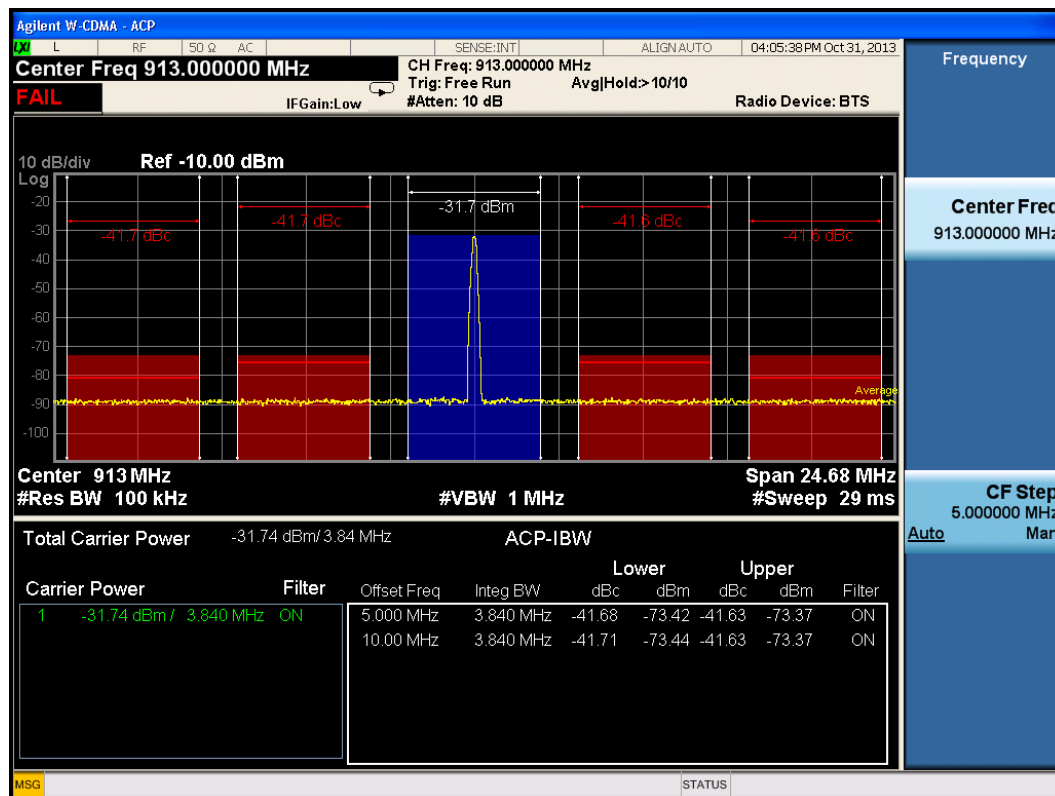 Agilent W-CDMA - ACP
LXI L RF 50 Ω AC SENSE:INT ALIGN AUTO 04:05:38 PM Oct 31, 2013
Center Freq 913.000000 MHz
CH Freq: 913.000000 MHz
Trig: Free Run Avg|Hold:>10/10
FAIL
IFGain:Low #Atten: 10 dB Radio Device: BTS
10 dB/div Ref -10.00 dBm
Log
-20
-30
-40
-50
-60
-70
-80
-90
-100
-41.7 dBc
-41.7 dBc
-31.7 dBm
-41.6 dBc
-41.6 dBc
Average
Center 913 MHz Span 24.68 MHz
#Res BW 100 kHz #VBW 1 MHz #Sweep 29 ms
Total Carrier Power -31.74 dBm/ 3.84 MHz ACP-IBW
Lower Upper
Carrier Power Filter Offset Freq Integ BW dBc dBm dBc dBm Filter
1 -31.74 dBm / 3.840 MHz ON 5.000 MHz 3.840 MHz -41.68 -73.42 -41.63 -73.37 ON
10.00 MHz 3.840 MHz -41.71 -73.44 -41.63 -73.37 ON
MSG STATUS
Frequency
Center Freq
913.000000 MHz
CF Step
5.000000 MHz
Auto Man